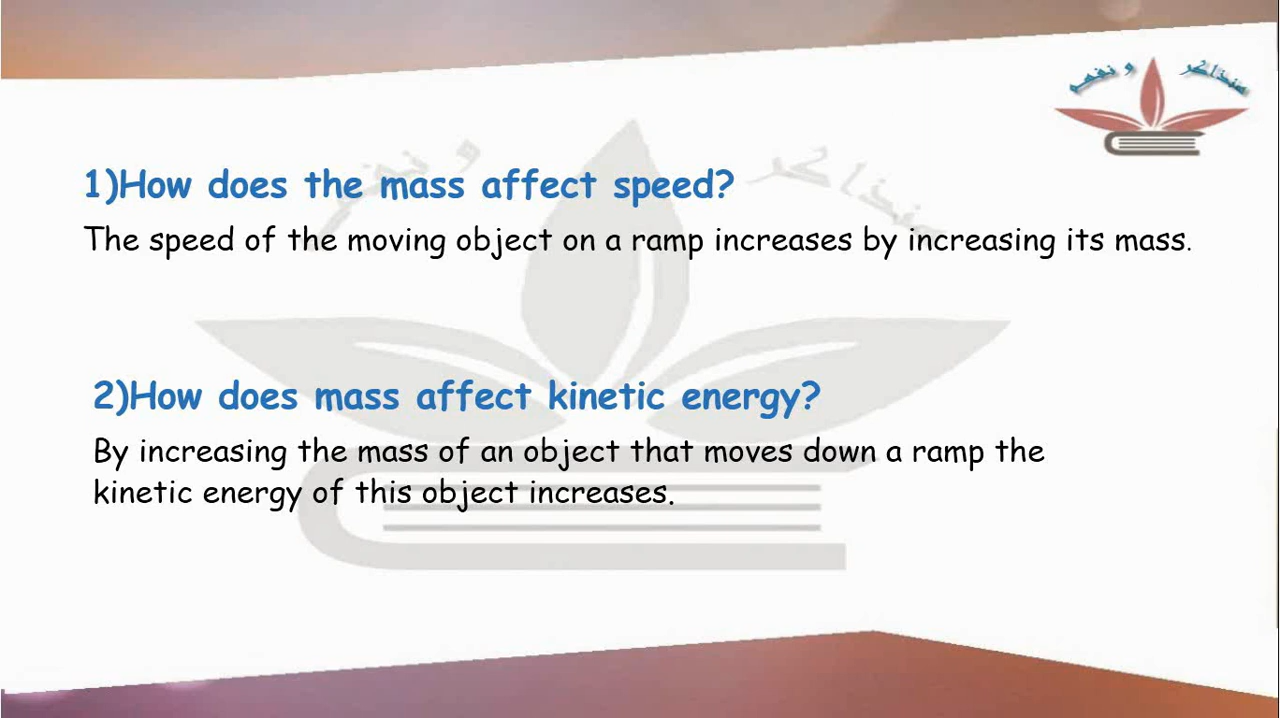 سنذاكر و نفهم
1)How does the mass affect speed?
The speed of the moving object on a ramp increases by increasing its mass.
2)How does mass affect kinetic energy?
By increasing the mass of an object that moves down a ramp the
kinetic energy of this object increases.